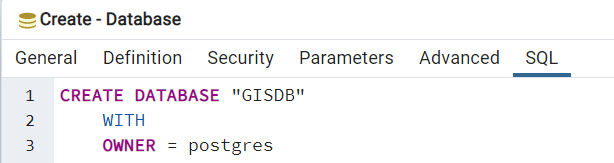 Create - Database
General Definition Security Parameters Advanced SQL
1 CREATE DATABASE "GISDB"
2 WITH
3 OWNER = postgres